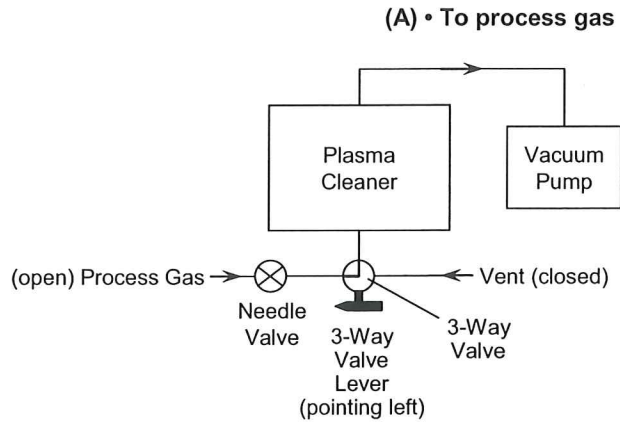 (A) • To process gas
Plasma
Cleaner
Vacuum
Pump
(open) Process Gas
Vent (closed)
Needle
Valve
3-Way
Valve
Lever
(pointing left)
3-Way
Valve